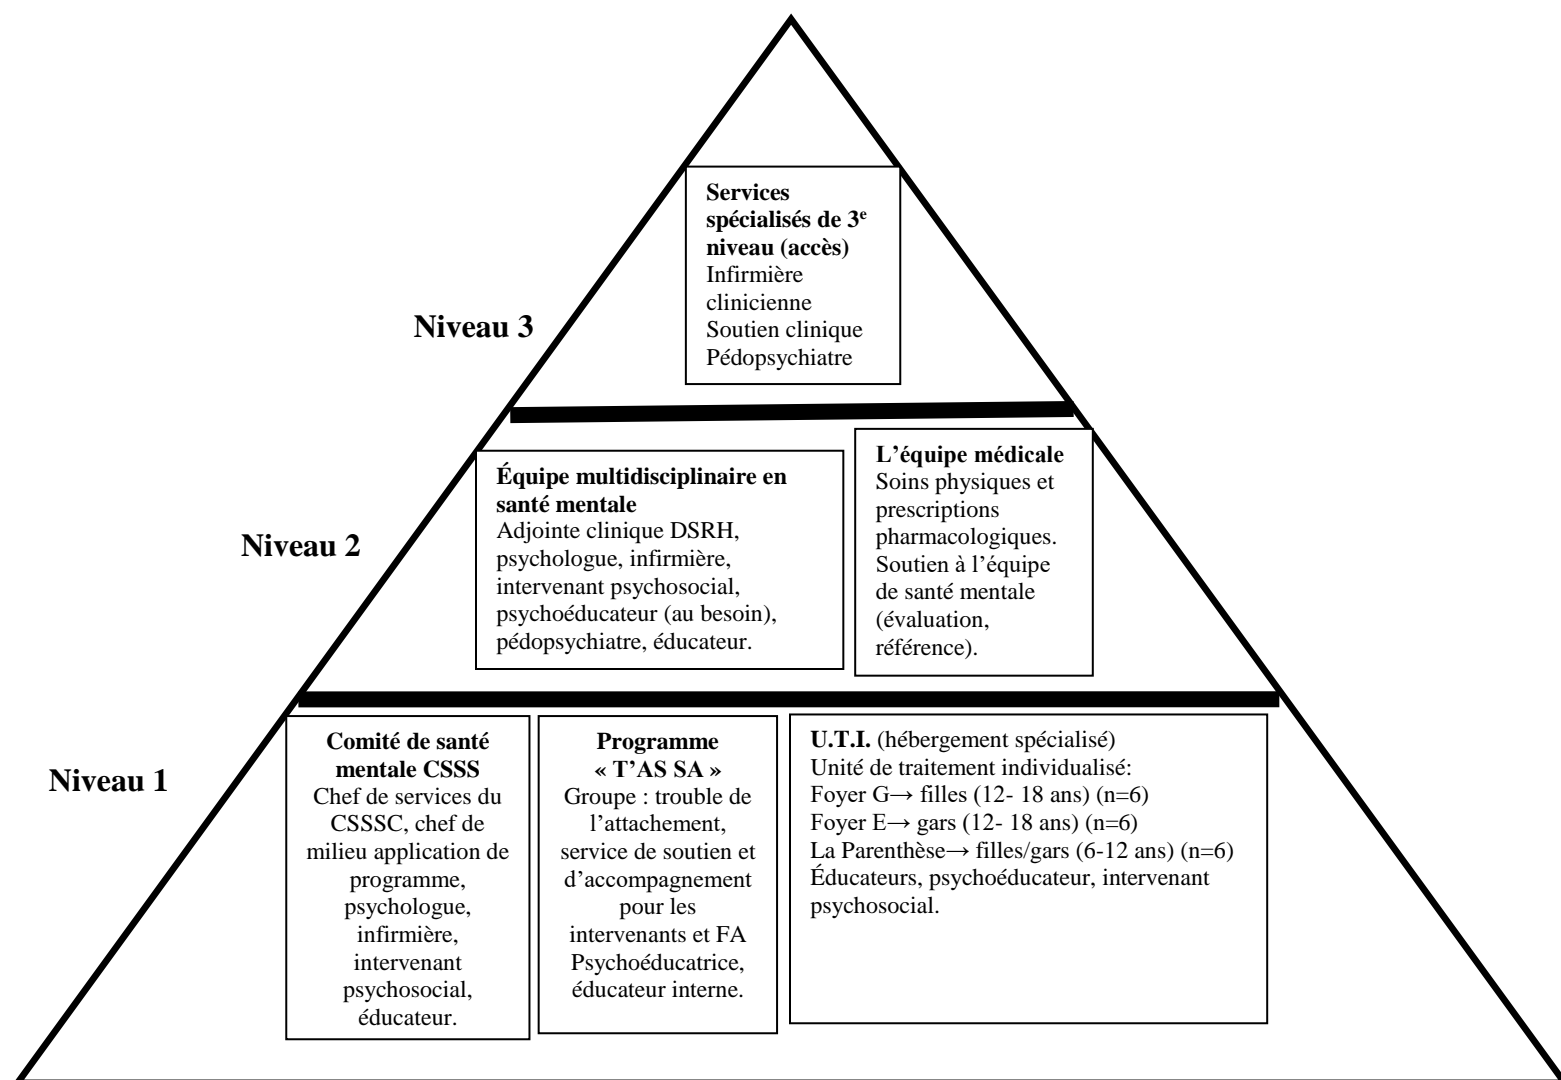 Niveau 3
Services
spécialisés de 3e
niveau (accès)
Infirmière
clinicienne
Soutien clinique
Pédopsychiatre
Niveau 2
Équipe multidisciplinaire en
santé mentale
Adjointe clinique DSRH,
psychologue, infirmière,
intervenant psychosocial,
psychoéducateur (au besoin),
pédopsychiatre, éducateur.
L’équipe médicale
Soins physiques et
prescriptions
pharmacologiques.
Soutien à l’équipe
de santé mentale
(évaluation,
référence).
Niveau 1
Comité de santé
mentale CSSS
Chef de services du
CSSSC, chef de
milieu application de
programme,
psychologue,
infirmière,
intervenant
psychosocial,
éducateur.
Programme
« T’AS SA »
Groupe : trouble de
l’attachement,
service de soutien et
d’accompagnement
pour les
intervenants et FA
Psychoéducatrice,
éducateur interne.
U.T.I. (hébergement spécialisé)
Unité de traitement individualisé:
Foyer G→ filles (12- 18 ans) (n=6)
Foyer E→ gars (12- 18 ans) (n=6)
La Parenthèse→ filles/gars (6-12 ans) (n=6)
Éducateurs, psychoéducateur, intervenant
psychosocial.